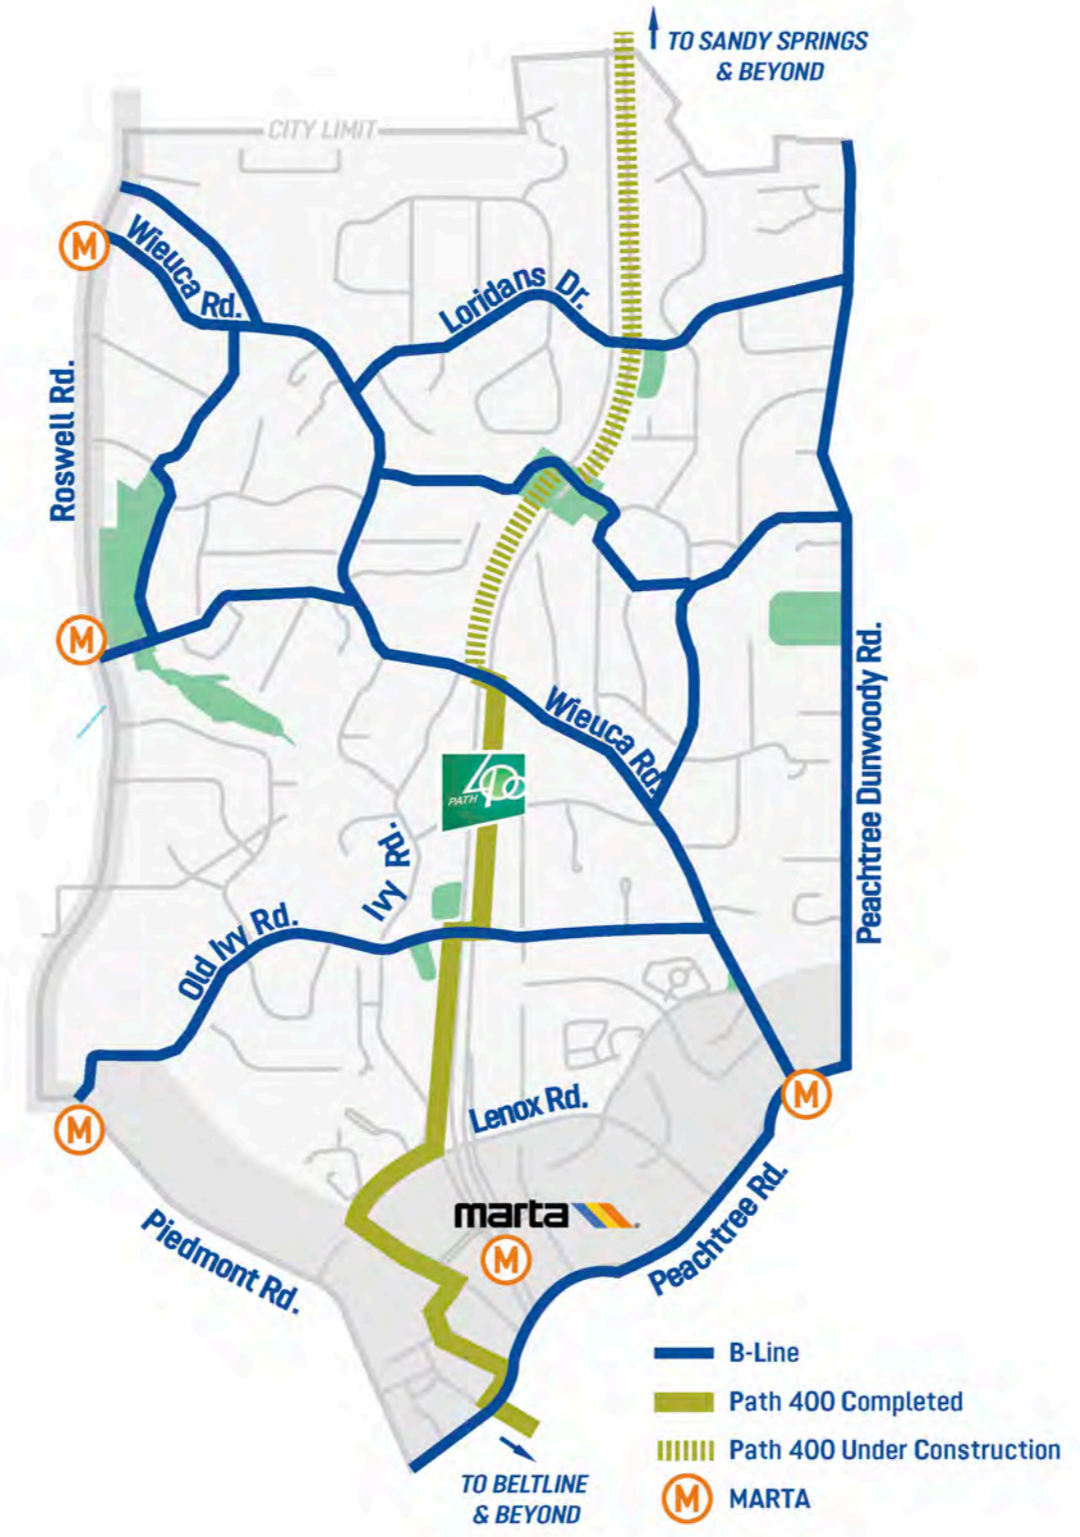 TO SANDY SPRINGS
& BEYOND
CITY LIMIT
M
Wieuca Rd.
Loridans Dr.
Roswell Rd.
M
Wieuca Rd.
Peachtree Dunwoody Rd.
PATH 400
Ivy Rd.
Old Ivy Rd.
M
Lenox Rd.
M
marta
M
Peachtree Rd.
Piedmont Rd.
B-Line
Path 400 Completed
Path 400 Under Construction
M MARTA
TO BELTLINE
& BEYOND